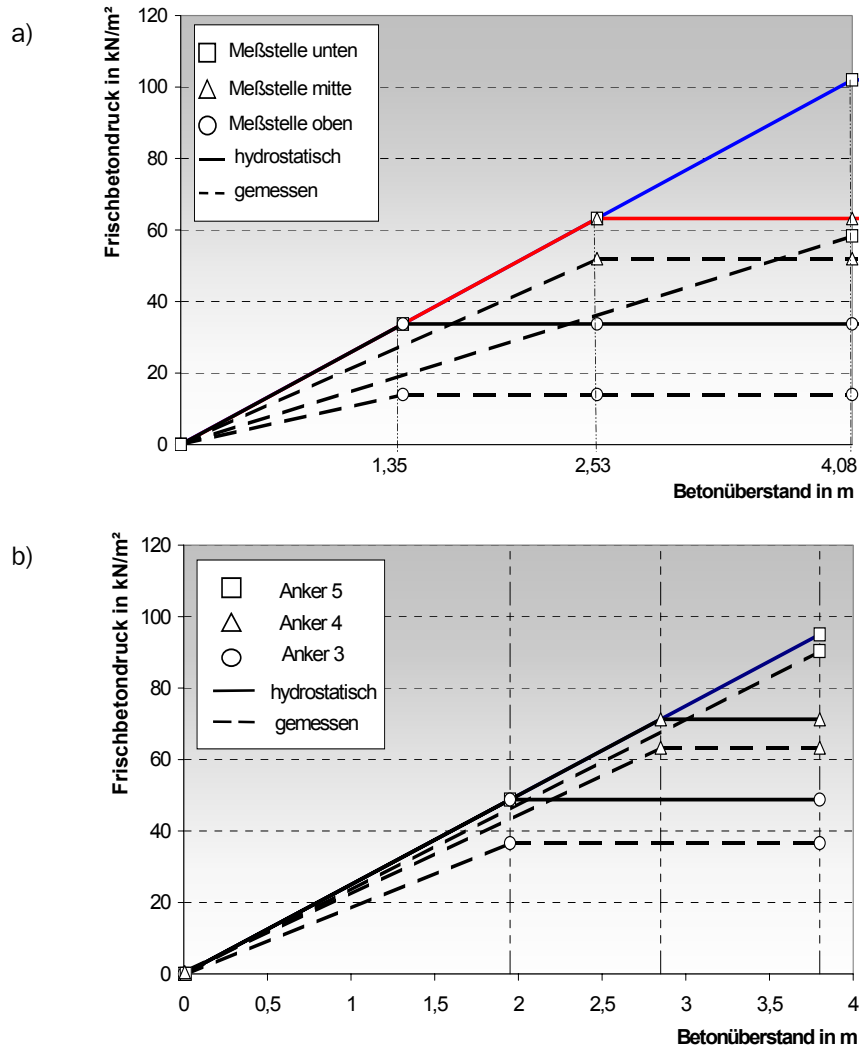 a)
Frischbetondruck in kN/m²
120
100
80
60
40
20
0
Meßstelle unten
Meßstelle mitte
Meßstelle oben
hydrostatisch
gemessen
1,35
2,53
4,08
Betonüberstand in m
b)
Frischbetondruck in kN/m²
120
100
80
60
40
20
0
Anker 5
Anker 4
Anker 3
hydrostatisch
gemessen
0
0,5
1
1,5
2
2,5
3
3,5
4
Betonüberstand in m